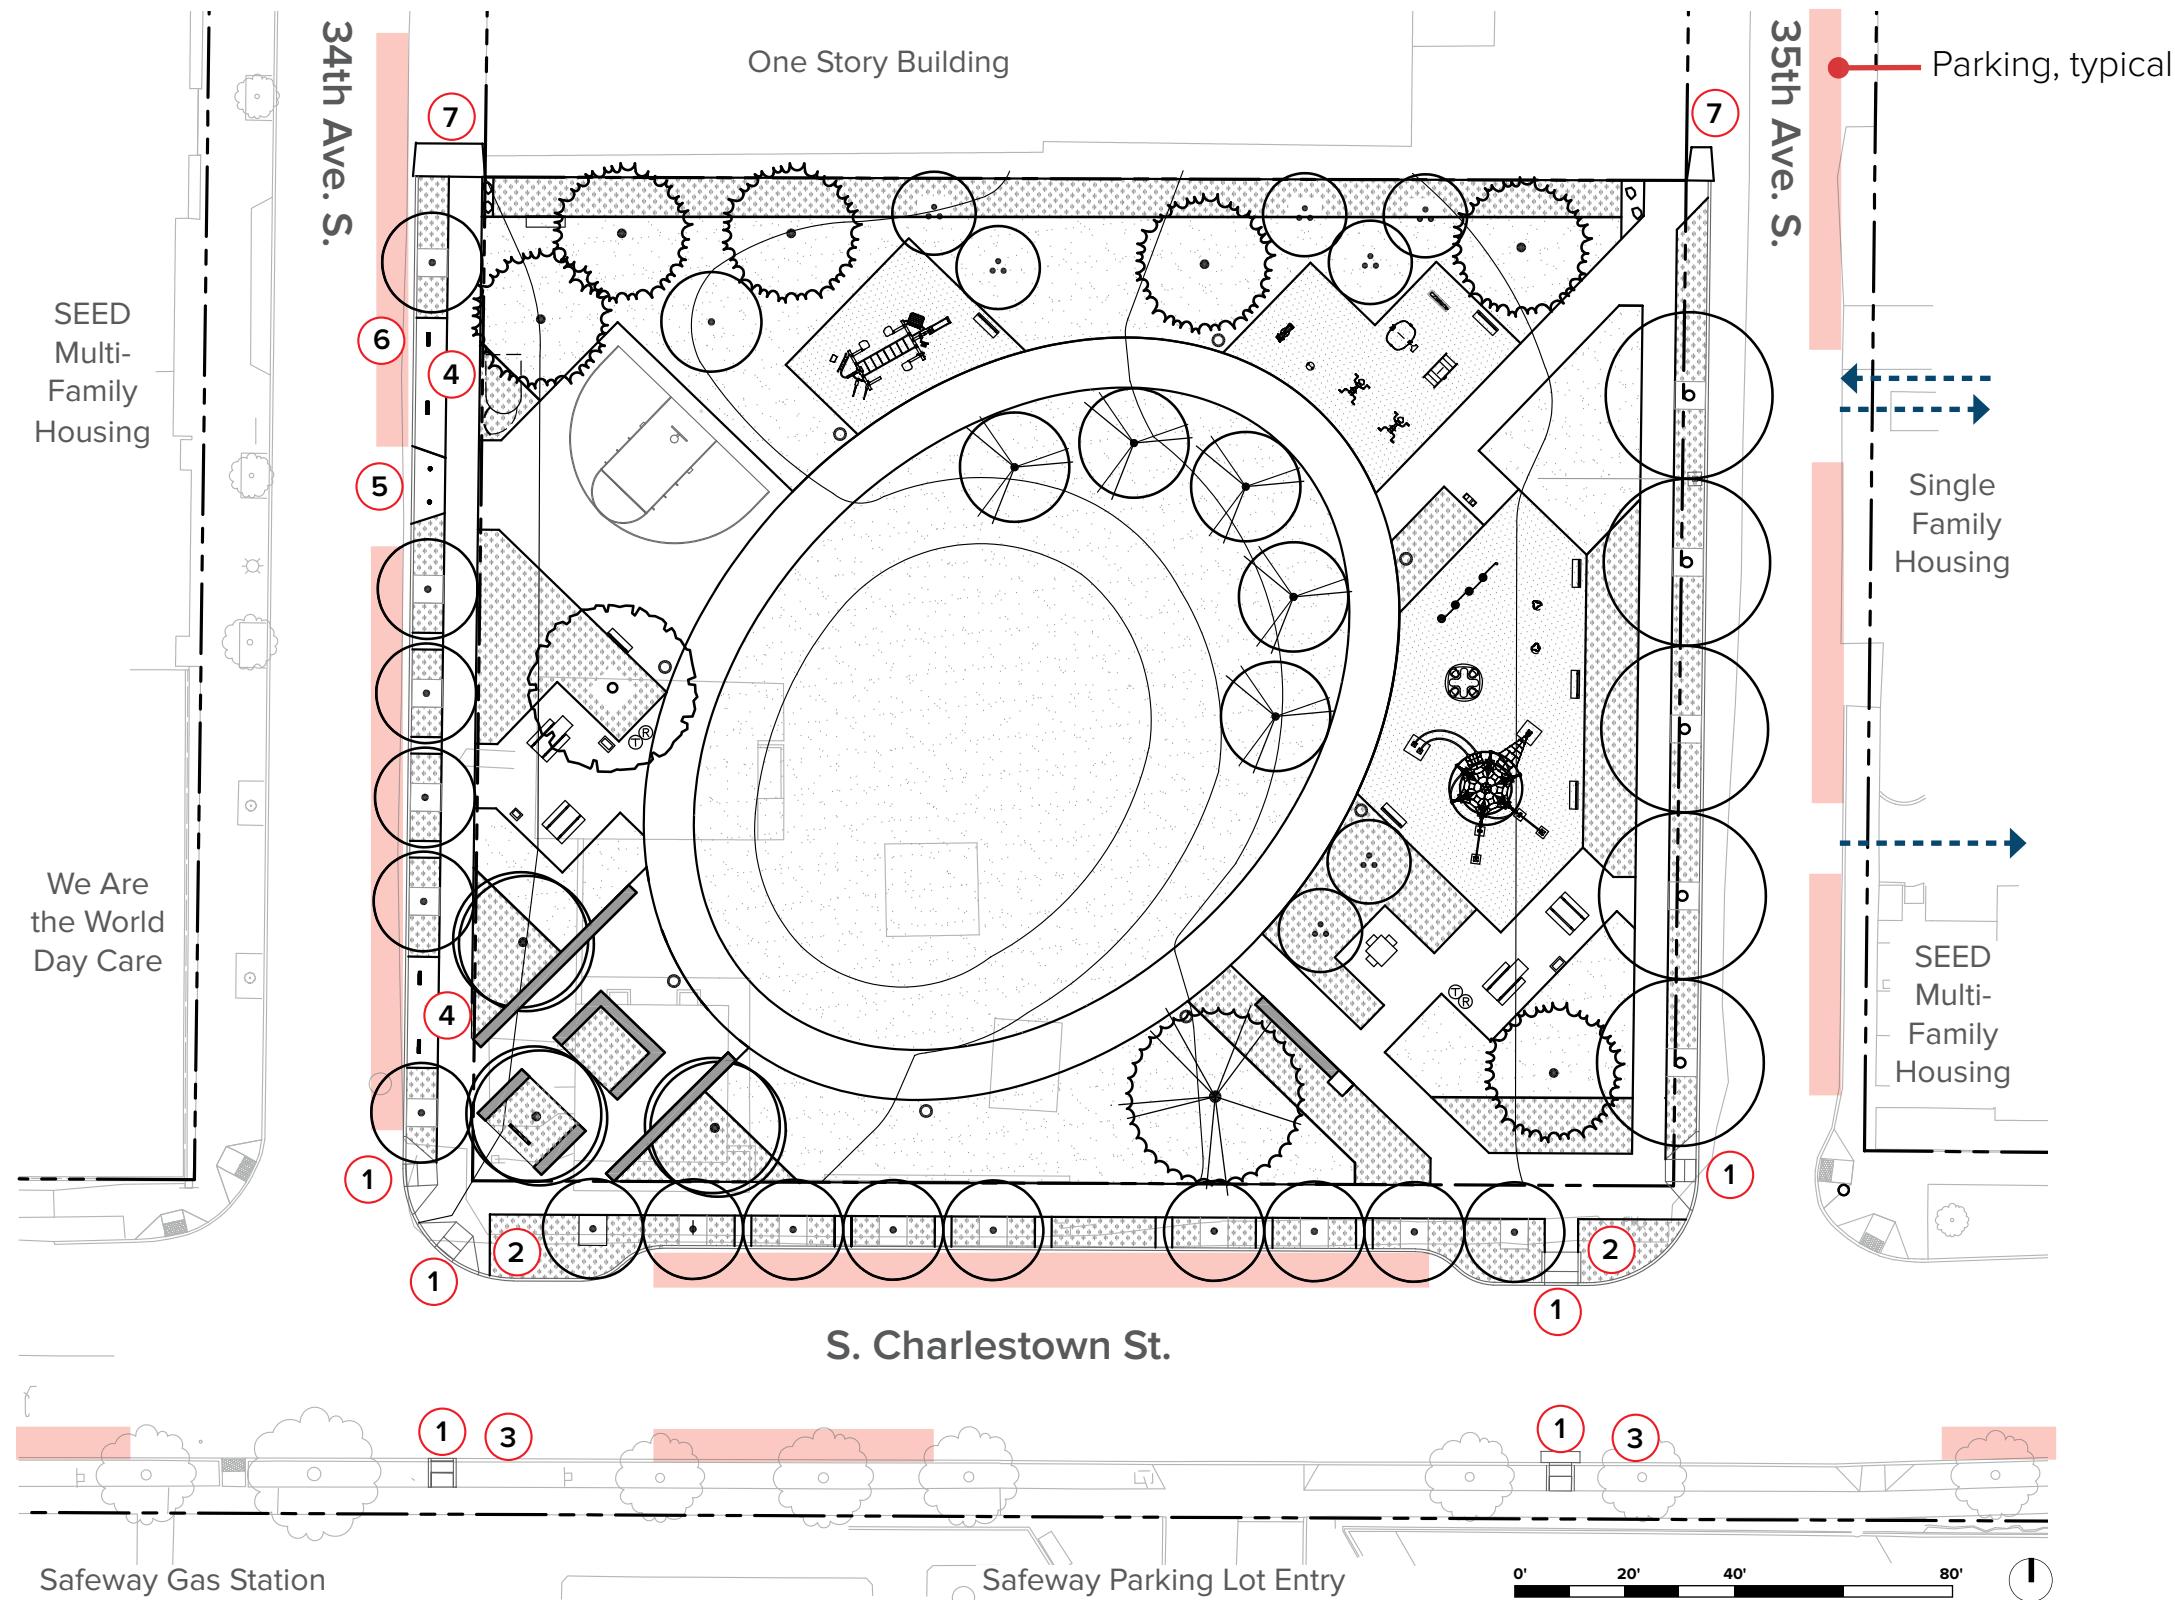 34th Ave. S.
One Story Building
35th Ave. S.
Parking, typical
7
7
SEED
Multi-
Family
Housing
6
4
5
Single
Family
Housing
T R
We Are
the World
Day Care
SEED
Multi-
Family
Housing
4
T R
1
1
2
2
1
1
S. Charlestown St.
1
3
1
3
Safeway Gas Station
Safeway Parking Lot Entry
0' 20' 40' 80'